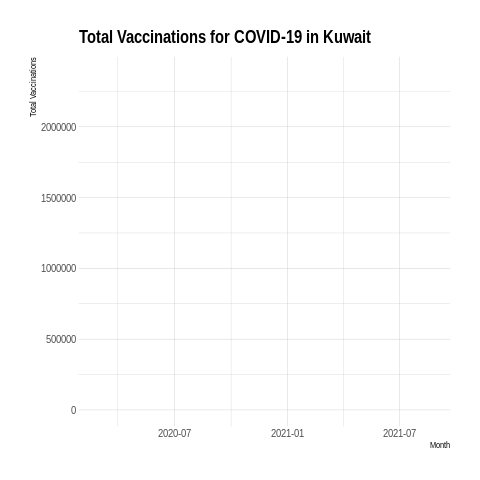 Total Vaccinations for COVID-19 in Kuwait
Total Vaccinations
2000000
1500000
1000000
500000
0
2020-07 2021-01 2021-07
Month